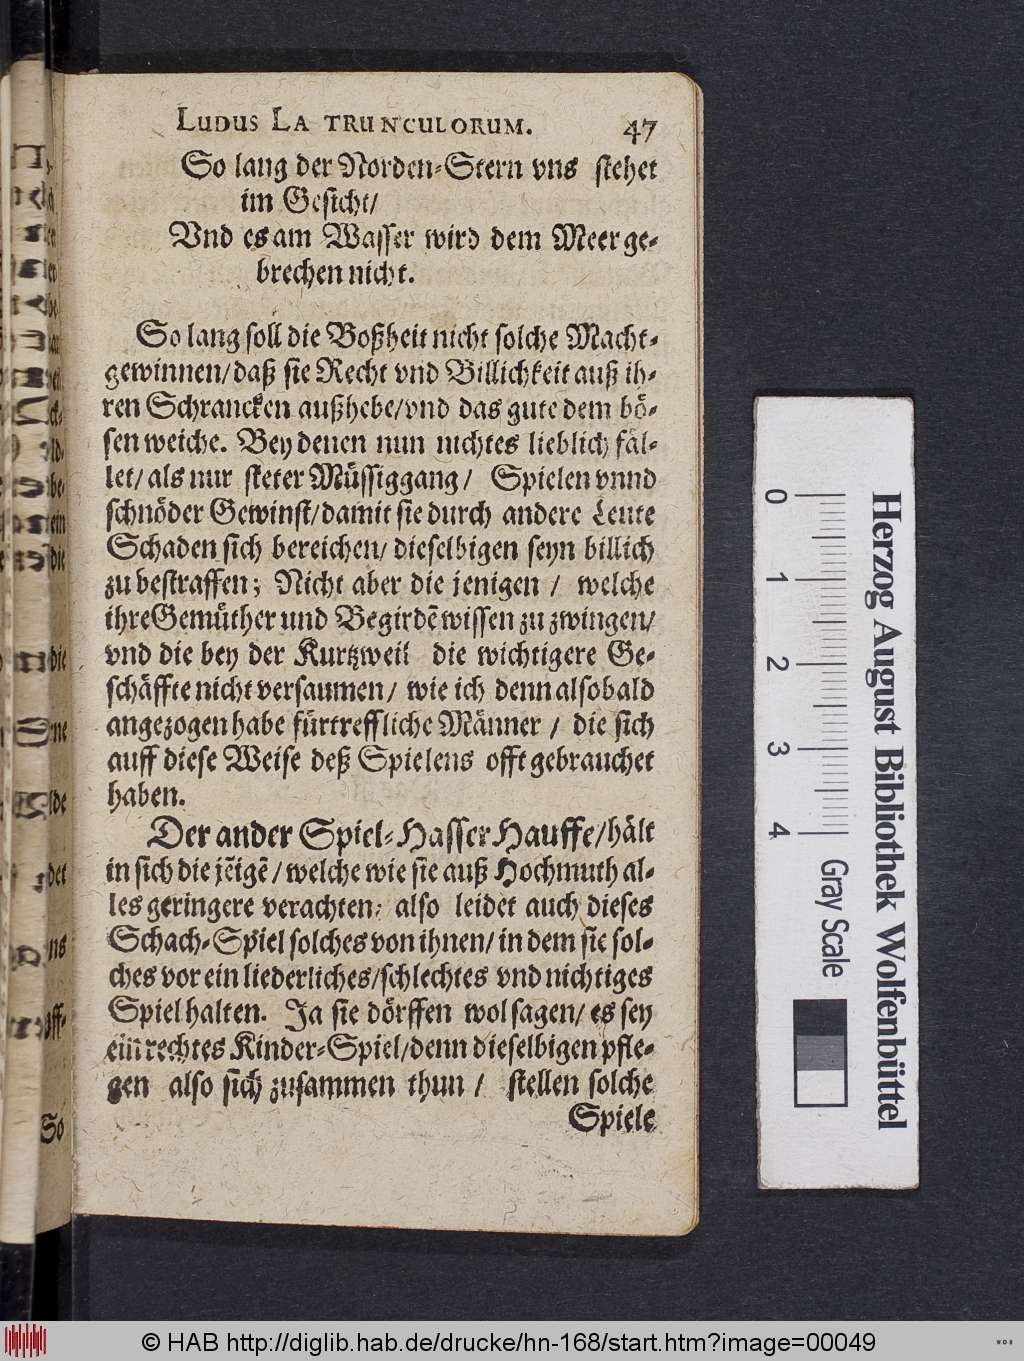 LUDUS LA TRUNCULORUM. 47
So lang der Norden-Stern vns stehet
im Gesicht/
Vnd es am Wasser wird dem Meer ge-
brechen nicht.
So lang soll die Boßheit nicht solche Macht-
gewinnen/daß sie Recht vnd Billichkeit auß ih-
ren Schrancken außhebe/vnd das gute dem bö-
sen weiche. Bey denen nun nichtes lieblich fäl-
let/als nur steter Müssiggang/ Spielen vnnd
schnöder Gewinst/damit sie durch andere Leute
Schaden sich bereichen/ dieselbigen seyn billich
zu bestraffen; Nicht aber die jenigen / welche
ihre Gemüther und Begirdẽ wissen zu zwingen/
vnd die bey der Kurtzweil die wichtigere Ge-
schäffte nicht versaumen/ wie ich denn alsobald
angezogen habe fürtreffliche Männer / die sich
auff diese Weise deß Spielens offt gebrauchet
haben.
Der ander Spiel-Hasser Hauffe/hält
in sich die jẽigẽ/welche wie sie auß Hochmuth al-
les geringere verachten; also leidet auch dieses
Schach-Spiel solches von ihnen/ in dem sie sol-
ches vor ein liederliches/schlechtes vnd nichtiges
Spiel halten. Ja sie dörffen wol sagen/ es sey
ein rechtes Kinder-Spiel/denn dieselbigen pfle-
gen also sich zusammen thun / stellen solche
Spiele
0 1 2 3 4
Gray Scale
Herzog August Bibliothek Wolfenbüttel
© HAB http://diglib.hab.de/drucke/hn-168/start.htm?image=00049